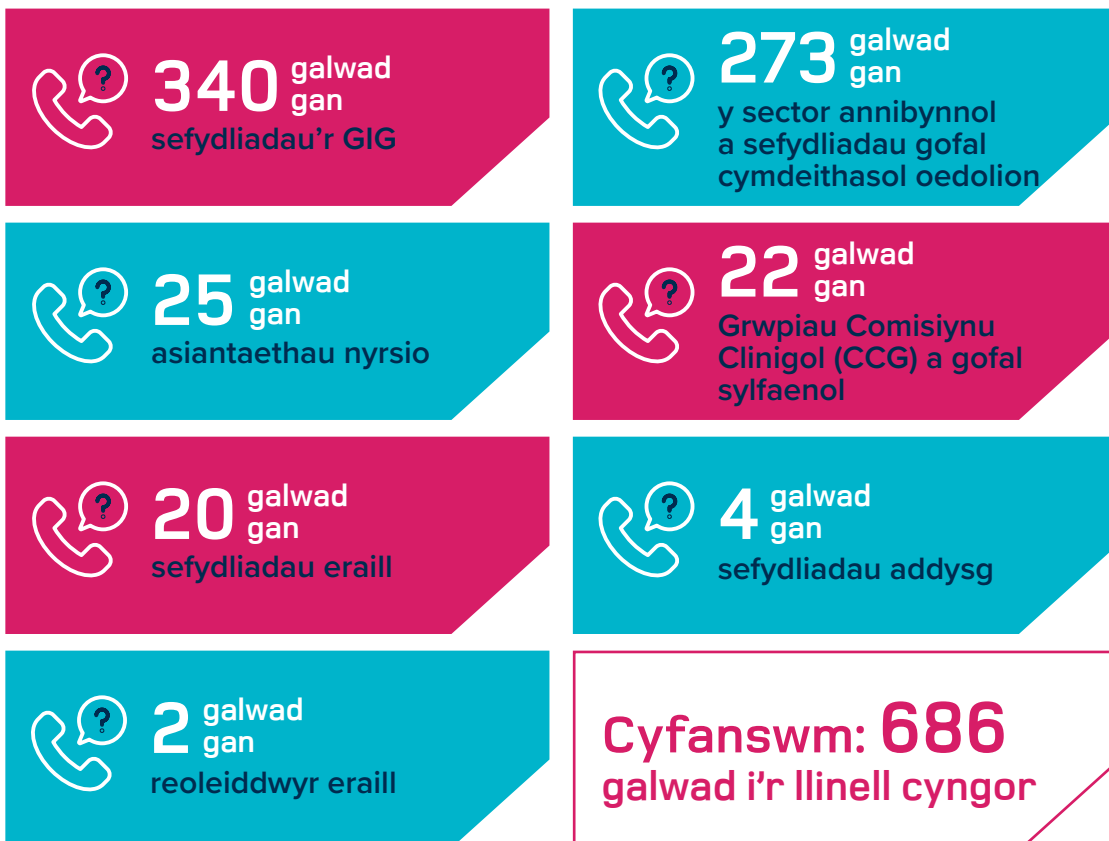 340 galwad
gan
sefydliadau'r GIG
273 galwad
gan
y sector annibynnol
a sefydliadau gofal
cymdeithasol oedolion
25 galwad
gan
asiantaethau nyrsio
22 galwad
gan
Grwpiau Comisiynu
Clinigol (CCG) a gofal
sylfaenol
20 galwad
gan
sefydliadau eraill
4 galwad
gan
sefydliadau addysg
2 galwad
gan
reoleiddwyr eraill
Cyfanswm: 686
galwad i'r llinell cyngor